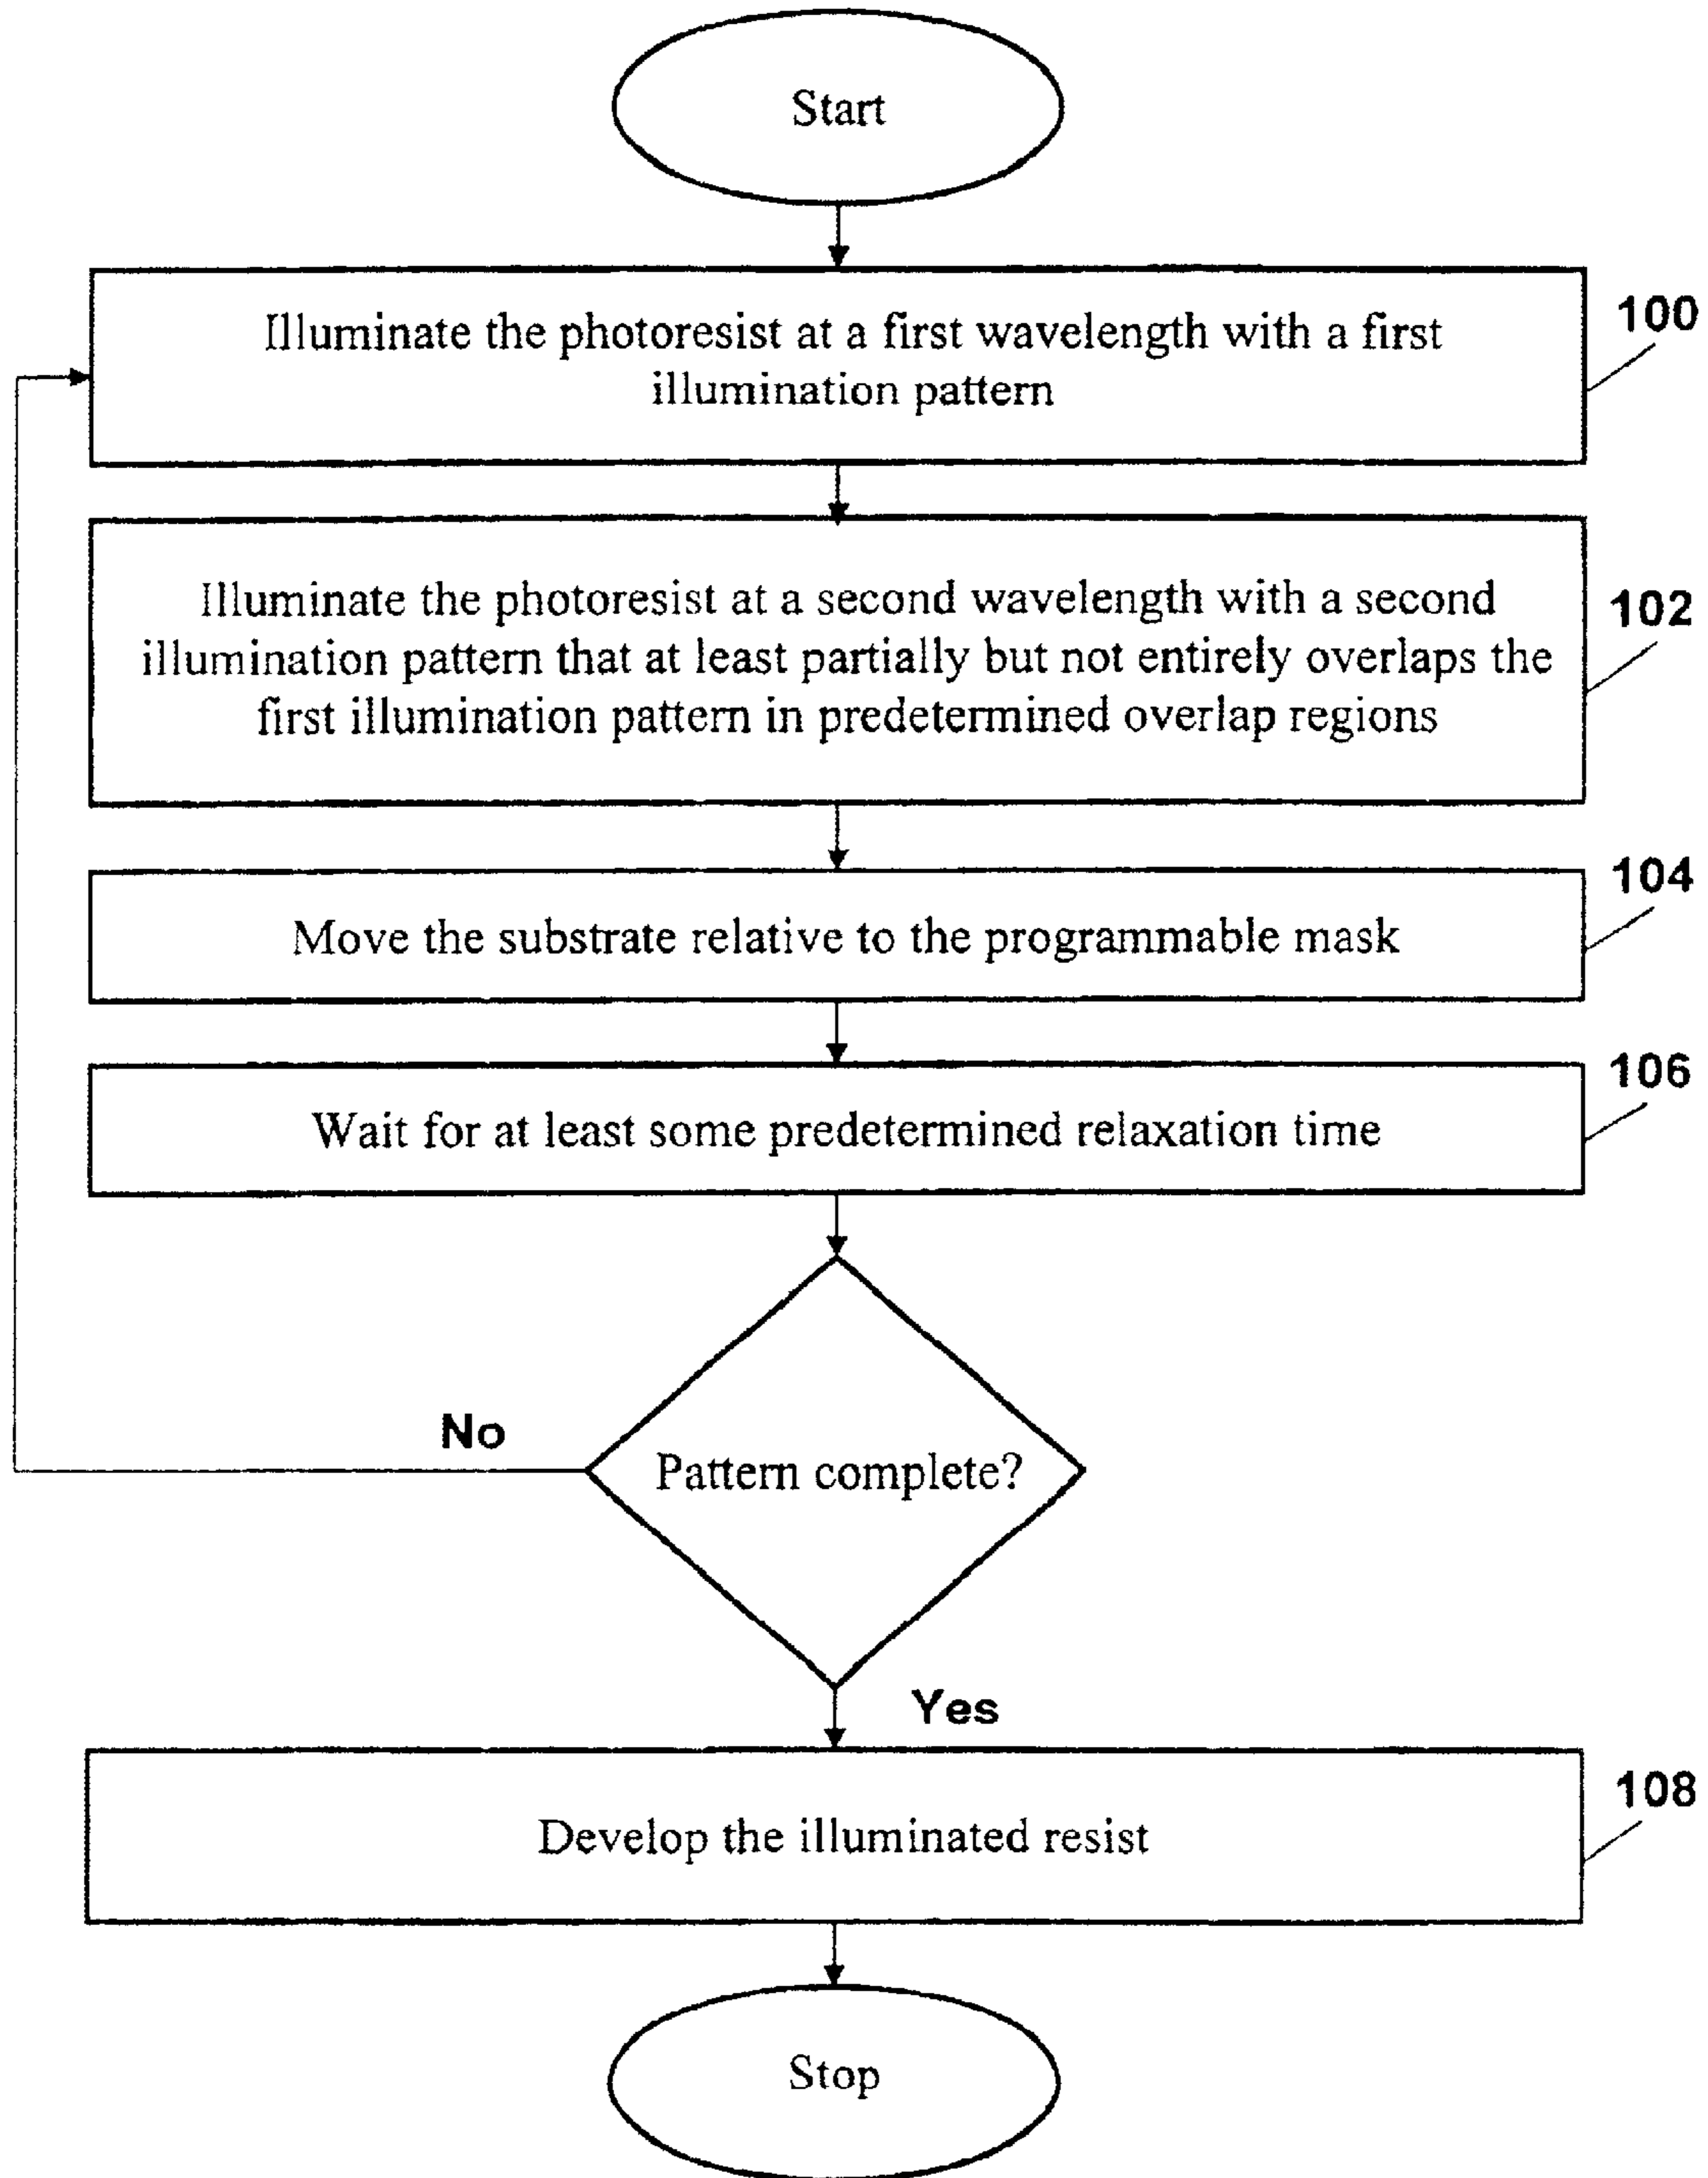 Start
Illuminate the photoresist at a first wavelength with a first
illumination pattern
100
Illuminate the photoresist at a second wavelength with a second
illumination pattern that at least partially but not entirely overlaps the
first illumination pattern in predetermined overlap regions
102
Move the substrate relative to the programmable mask
104
Wait for at least some predetermined relaxation time
106
Pattern complete?
No
Yes
Develop the illuminated resist
108
Stop